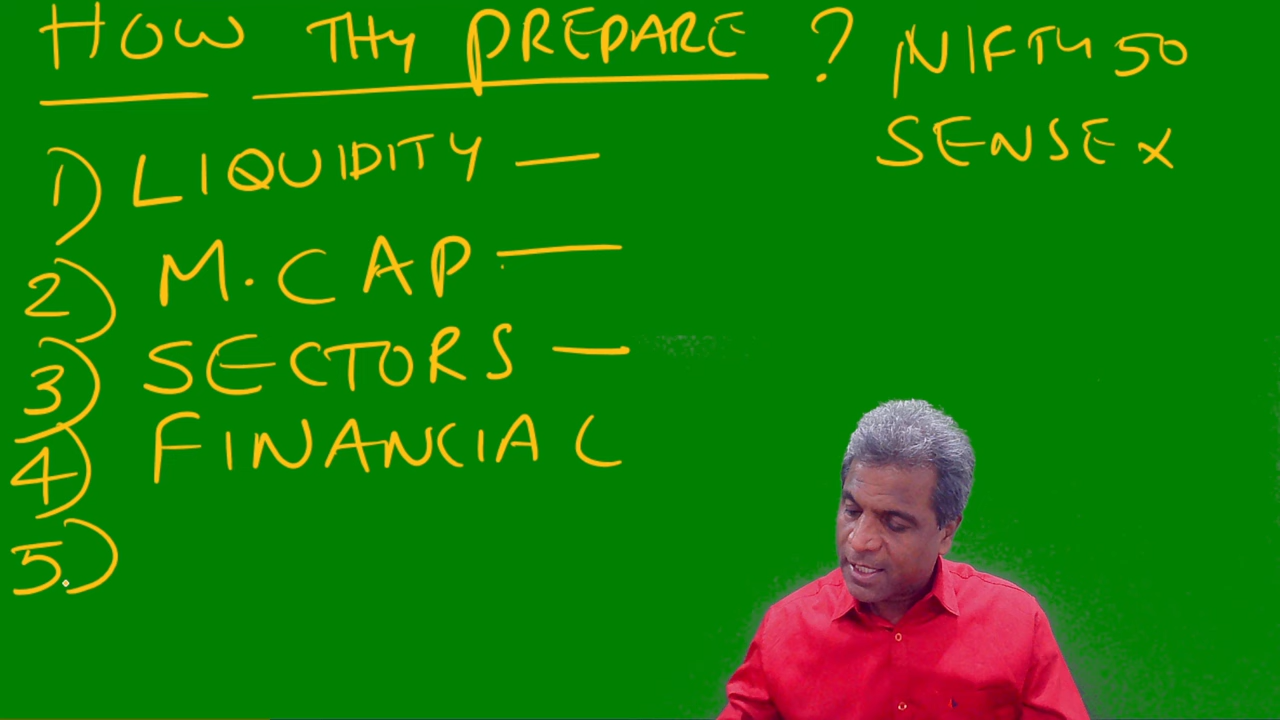 HOW THy PREPARE ?
NIFTY 50
SENSEX
1) LIQUIDITY —
2) M.CAP —
3) SECTORS —
4) FINANCIAL
5.)